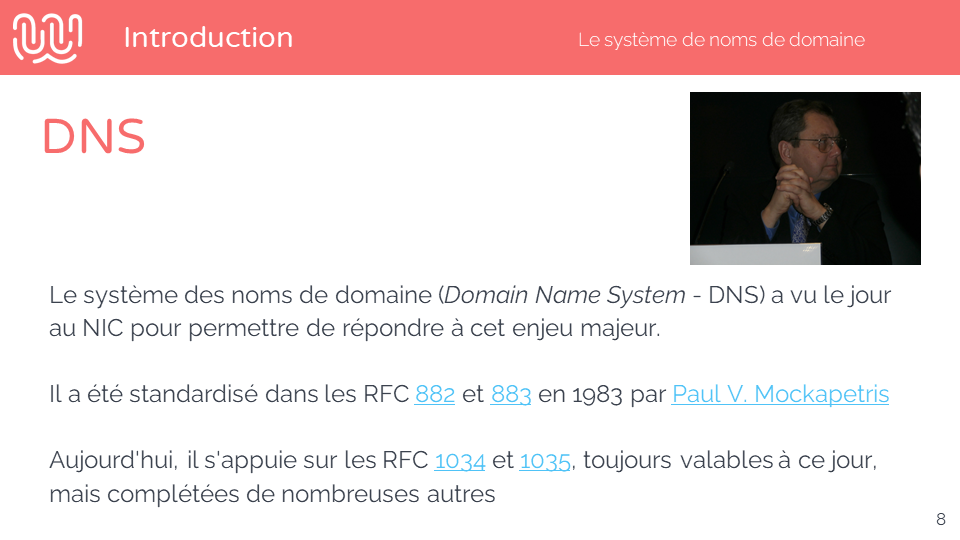 Introduction
Le système de noms de domaine
DNS
Le système des noms de domaine (Domain Name System - DNS) a vu le jour
au NIC pour permettre de répondre à cet enjeu majeur.
Il a été standardisé dans les RFC 882 et 883 en 1983 par Paul V. Mockapetris
Aujourd'hui, il s'appuie sur les RFC 1034 et 1035, toujours valables à ce jour,
mais complétées de nombreuses autres
8